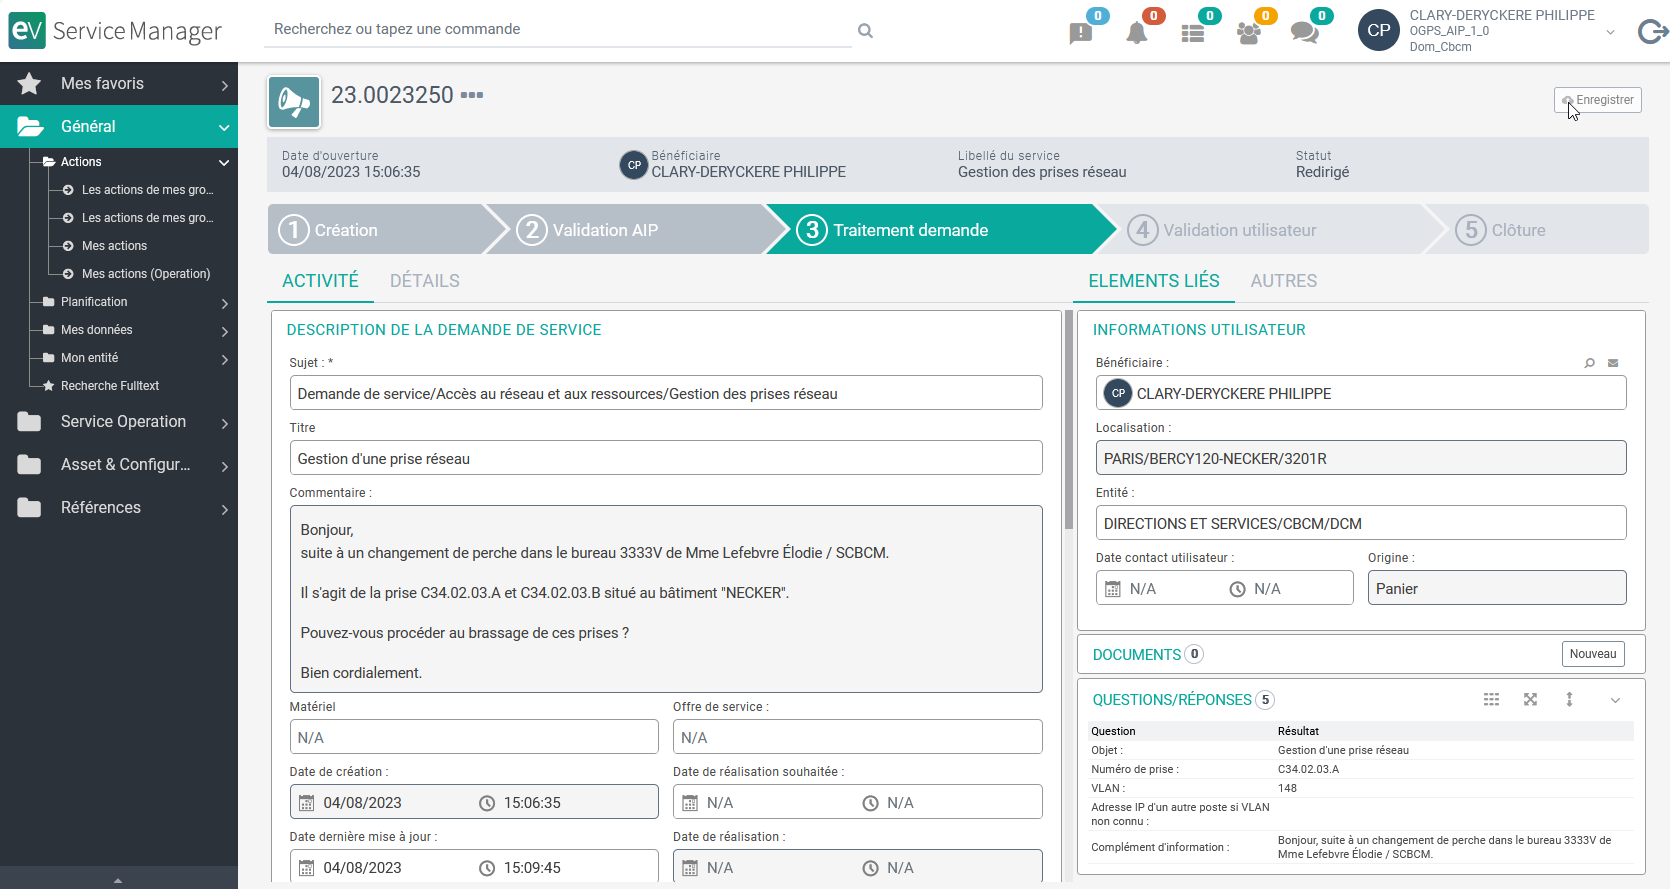 eV Service Manager
Recherchez ou tapez une commande
0
0
0
0
0
CP
CLARY-DERYCKERE PHILIPPE
OGPS_AIP_1_0
Dom_Cbcm
Mes favoris
Général
Actions
Les actions de mes gro...
Les actions de mes gro...
Mes actions
Mes actions (Operation)
Planification
Mes données
Mon entité
Recherche Fulltext
Service Operation
Asset & Configur...
Références
23.0023250
Enregistrer
Date d'ouverture
04/08/2023 15:06:35
CP
Bénéficiaire
CLARY-DERYCKERE PHILIPPE
Libellé du service
Gestion des prises réseau
Statut
Redirigé
1 Création
2 Validation AIP
3 Traitement demande
4 Validation utilisateur
5 Clôture
ACTIVITÉ
DÉTAILS
DESCRIPTION DE LA DEMANDE DE SERVICE
Sujet : *
Demande de service/Accès au réseau et aux ressources/Gestion des prises réseau
Titre
Gestion d'une prise réseau
Commentaire :
Bonjour,
suite à un changement de perche dans le bureau 3333V de Mme Lefebvre Élodie / SCBCM.
Il s'agit de la prise C34.02.03.A et C34.02.03.B situé au bâtiment "NECKER".
Pouvez-vous procéder au brassage de ces prises ?
Bien cordialement.
Matériel
N/A
Offre de service :
N/A
Date de création :
04/08/2023 15:06:35
Date de réalisation souhaitée :
N/A N/A
Date dernière mise à jour :
04/08/2023 15:09:45
Date de réalisation :
N/A N/A
ELEMENTS LIÉS
AUTRES
INFORMATIONS UTILISATEUR
Bénéficiaire :
CP CLARY-DERYCKERE PHILIPPE
Localisation :
PARIS/BERCY120-NECKER/3201R
Entité :
DIRECTIONS ET SERVICES/CBCM/DCM
Date contact utilisateur :
N/A N/A
Origine :
Panier
DOCUMENTS 0
Nouveau
QUESTIONS/RÉPONSES 5
Question Résultat
Objet : Gestion d'une prise réseau
Numéro de prise : C34.02.03.A
VLAN : 148
Adresse IP d'un autre poste si VLAN
non connu :
Complément d'information : Bonjour, suite à un changement de perche dans le bureau 3333V de
Mme Lefebvre Élodie / SCBCM.